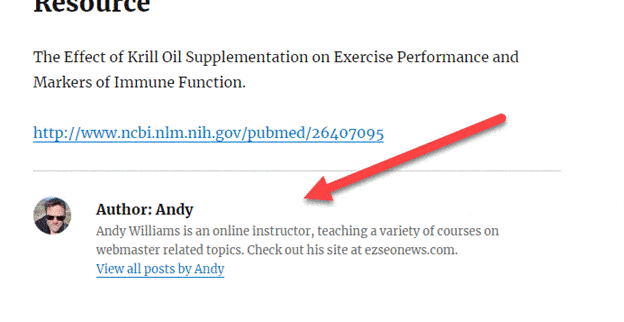 Resource
The Effect of Krill Oil Supplementation on Exercise Performance and
Markers of Immune Function.
http://www.ncbi.nlm.nih.gov/pubmed/26407095
Author: Andy
Andy Williams is an online instructor, teaching a variety of courses on
webmaster related topics. Check out his site at ezseonews.com.
View all posts by Andy